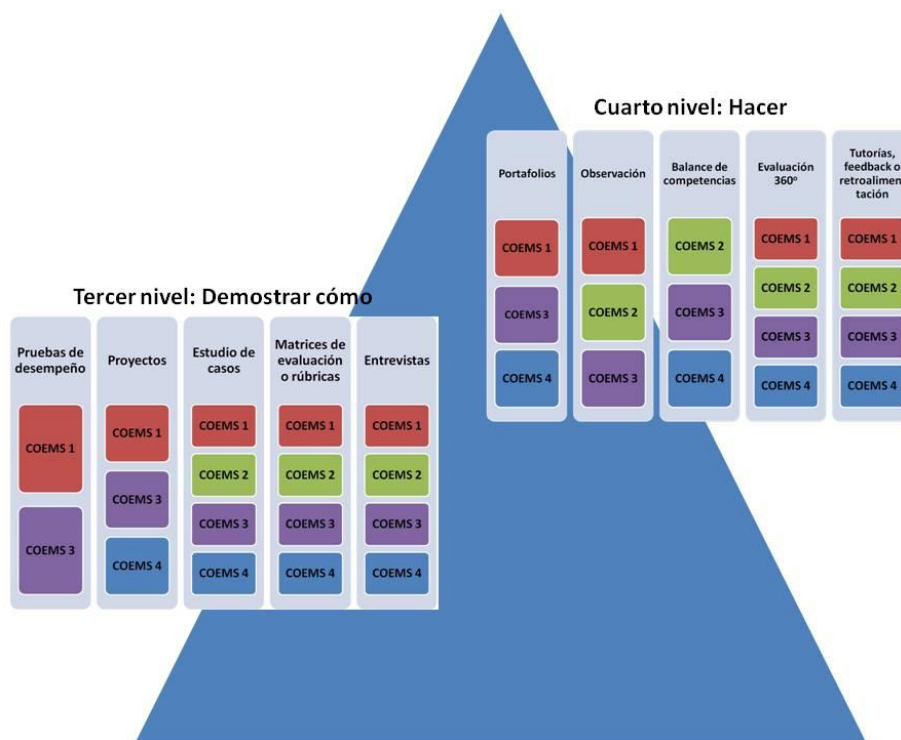 Cuarto nivel: Hacer
Portafolios
COEMS 1
COEMS 3
COEMS 4
Observación
COEMS 1
COEMS 2
COEMS 3
Balance de
competencias
COEMS 2
COEMS 3
COEMS 4
Evaluación
360º
COEMS 1
COEMS 2
COEMS 3
COEMS 4
Tutorías,
feedback o
retroalimen
tación
COEMS 1
COEMS 2
COEMS 3
COEMS 4
Tercer nivel: Demostrar cómo
Pruebas de
desempeño
COEMS 1
COEMS 3
Proyectos
COEMS 1
COEMS 3
COEMS 4
Estudio de
casos
COEMS 1
COEMS 2
COEMS 3
COEMS 4
Matrices de
evaluación
o rúbricas
COEMS 1
COEMS 2
COEMS 3
COEMS 4
Entrevistas
COEMS 1
COEMS 2
COEMS 3
COEMS 4